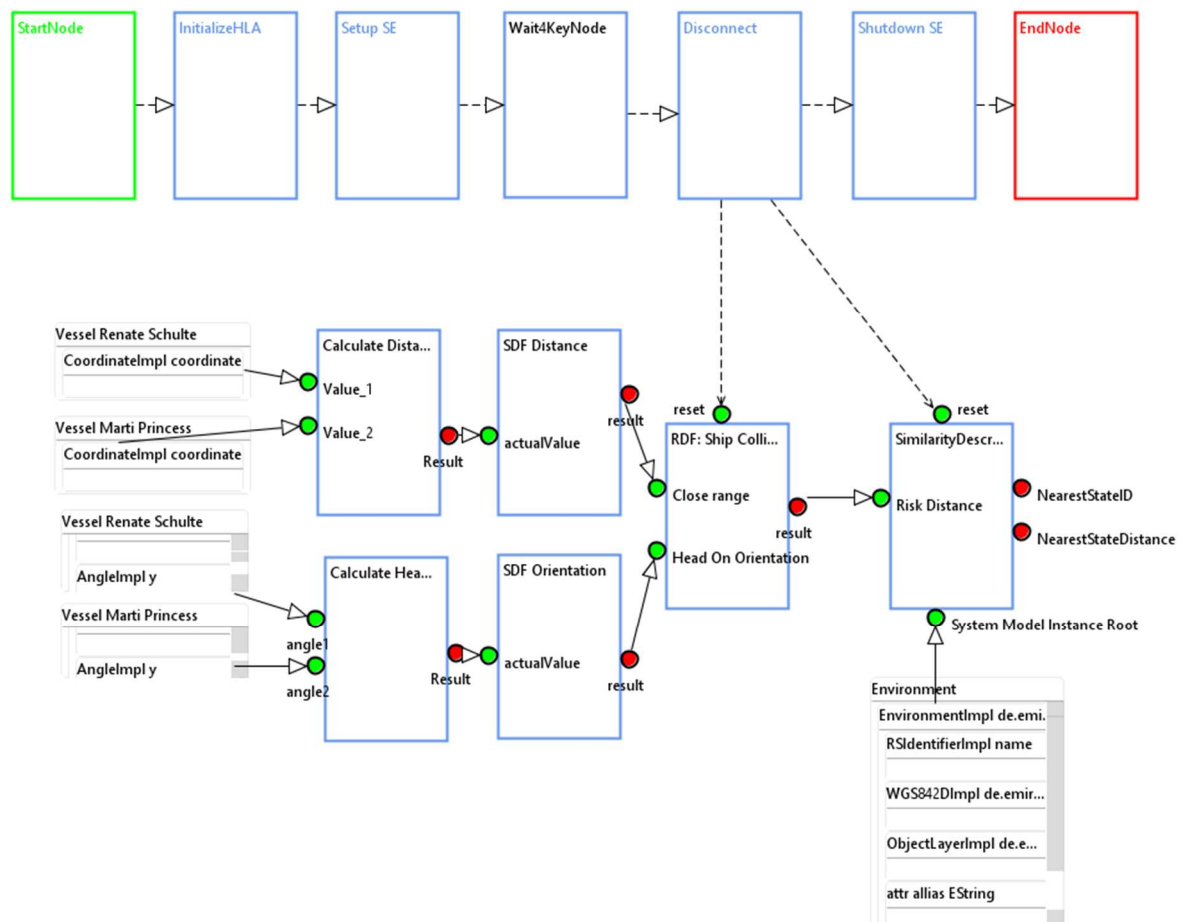 StartNode
InitializeHLA
Setup SE
Wait4KeyNode
Disconnect
Shutdown SE
EndNode
Vessel Renate Schulte
CoordinateImpl coordinate
Vessel Marti Princess
CoordinateImpl coordinate
Calculate Dista...
Value_1
Value_2
Result
SDF Distance
actualValue
result
Vessel Renate Schulte
AngleImpl y
Vessel Marti Princess
AngleImpl y
Calculate Hea...
angle1
angle2
Result
SDF Orientation
actualValue
result
reset
RDF: Ship Colli...
Close range
Head On Orientation
result
reset
SimilarityDescr...
Risk Distance
NearestStateID
NearestStateDistance
System Model Instance Root
Environment
EnvironmentImpl de.emi.
RSIdentifierImpl name
WGS842DImpl de.emir...
ObjectLayerImpl de.e...
attr allias EString